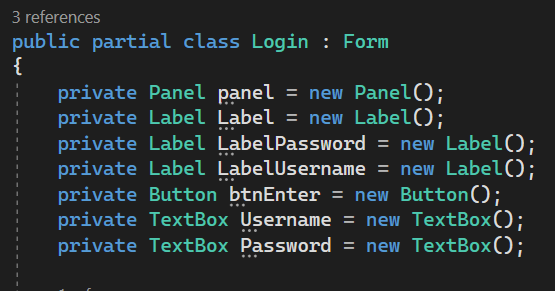 3 references
public partial class Login : Form
{
private Panel panel = new Panel();
private Label Label = new Label();
private Label LabelPassword = new Label();
private Label LabelUsername = new Label();
private Button btnEnter = new Button();
private TextBox Username = new TextBox();
private TextBox Password = new TextBox();